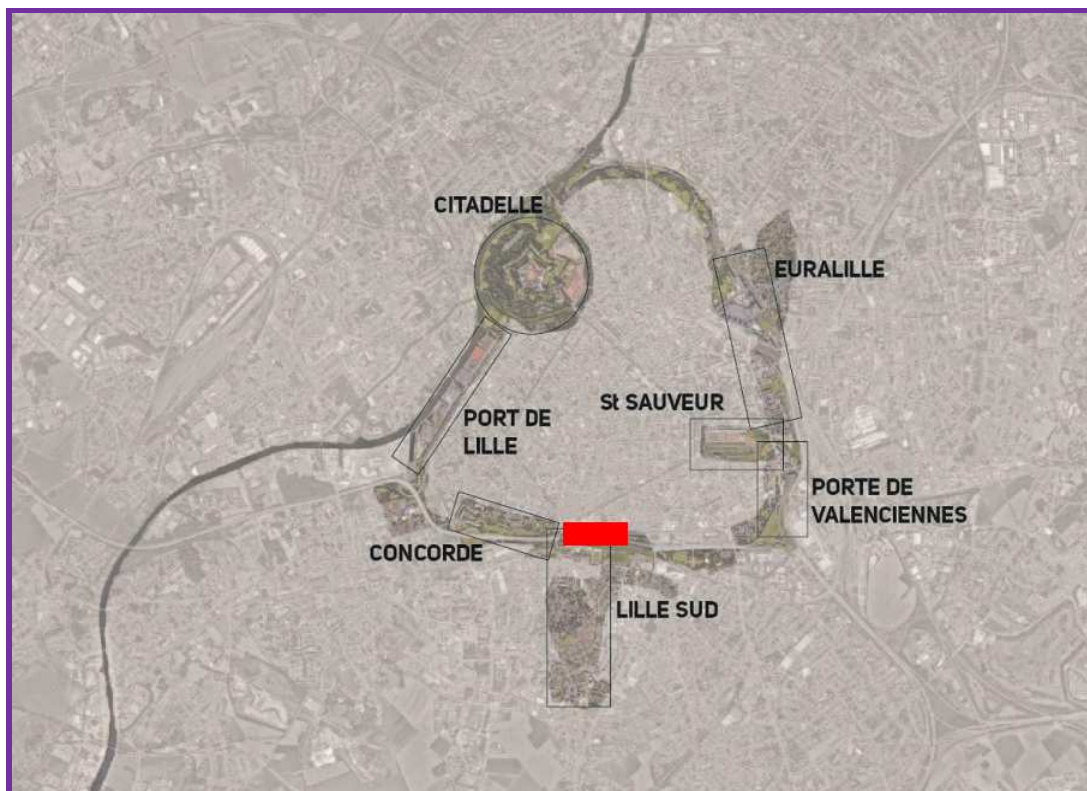 CITADELLE
EURALILLE
St SAUVEUR
PORT DE
LILLE
PORTE DE
VALENCIENNES
CONCORDE
LILLE SUD